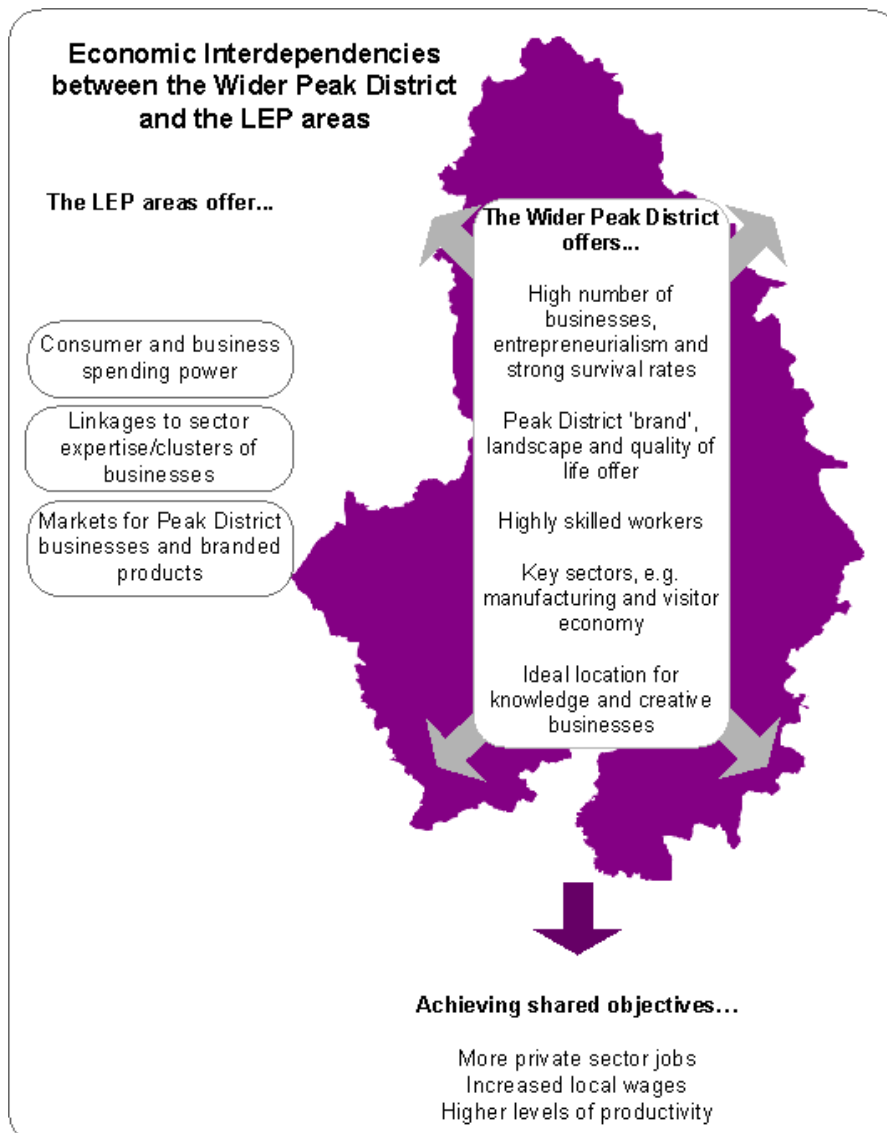 Economic Interdependencies
between the Wider Peak District
and the LEP areas
The LEP areas offer...
Consumer and business
spending power
Linkages to sector
expertise/clusters of
businesses
Markets for Peak District
businesses and branded
products
The Wider Peak District
offers...
High number of
businesses,
entrepreneurialism and
strong survival rates
Peak District 'brand',
landscape and quality of
life offer
Highly skilled workers
Key sectors, e.g.
manufacturing and visitor
economy
Ideal location for
knowledge and creative
businesses
Achieving shared objectives...
More private sector jobs
Increased local wages
Higher levels of productivity